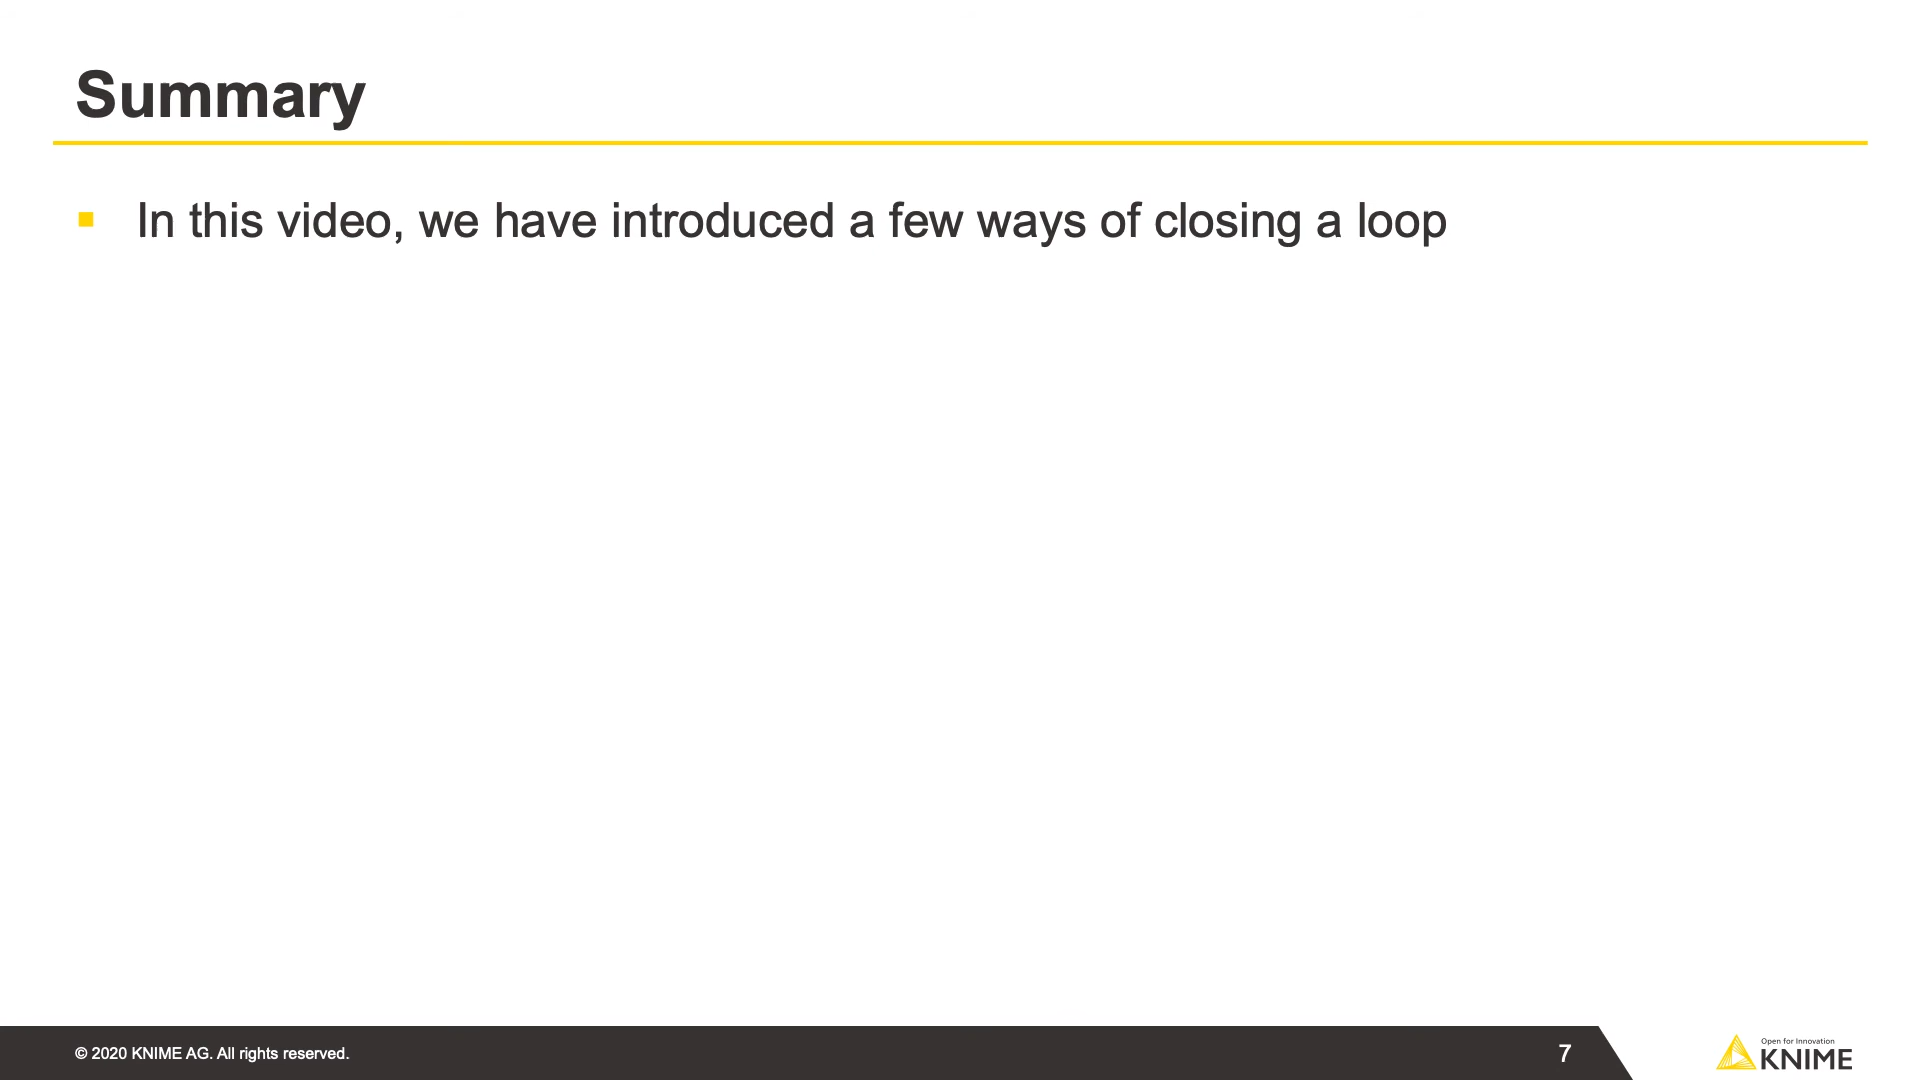 Summary
In this video, we have introduced a few ways of closing a loop
© 2020 KNIME AG. All rights reserved.
7
Open for Innovation
KNIME